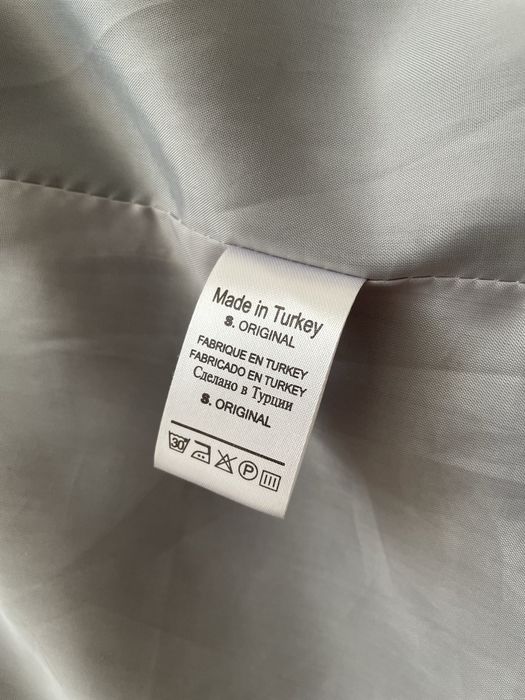 Made in Turkey
S. ORIGINAL
FABRIQUE EN TURKEY
FABRICADO EN TURKEY
Сделано в Турции
S. ORIGINAL
30 P